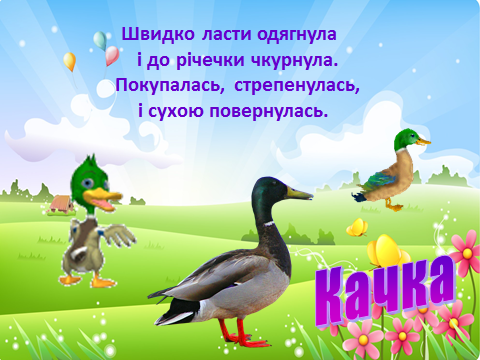 Швидко ласти одягнула
і до річечки чкурнула.
Покупалась, стрепенулась,
і сухою повернулась.
Качка